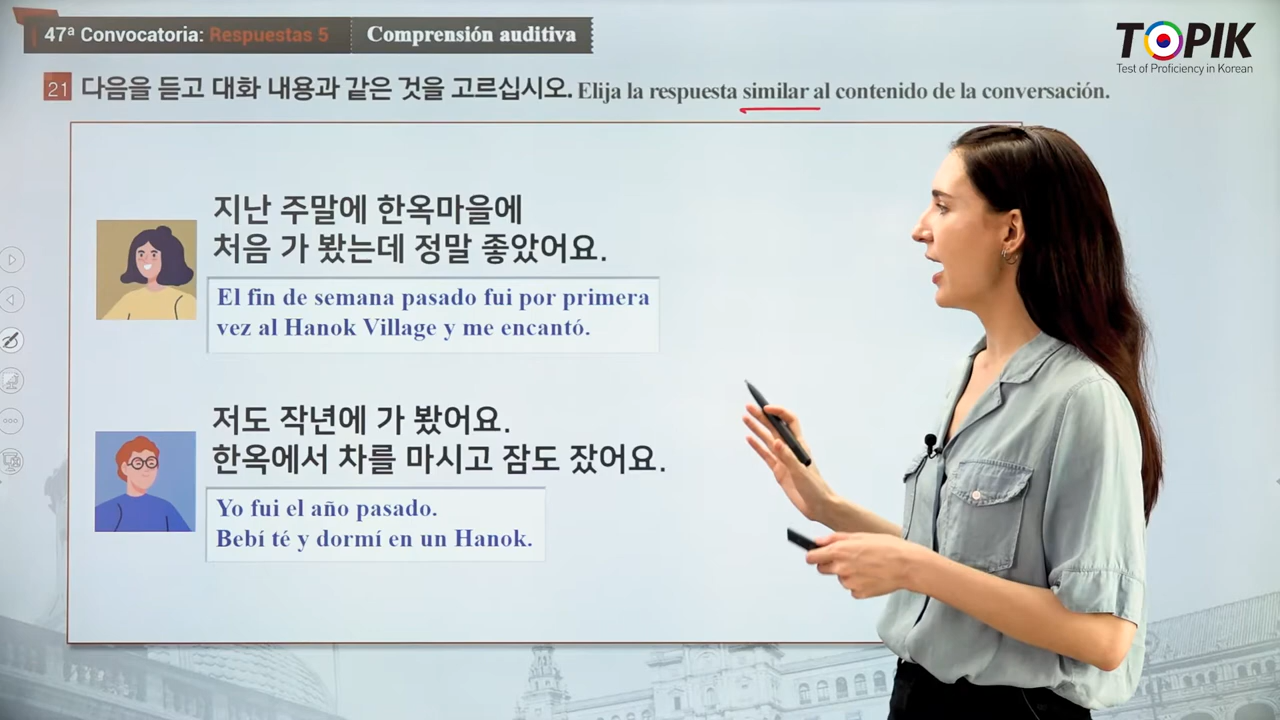 47ª Convocatoria: Respuestas 5 Comprensión auditiva
TOPIK
Test of Proficiency in Korean
21 다음을 듣고 대화 내용과 같은 것을 고르십시오. Elija la respuesta similar al contenido de la conversación.
지난 주말에 한옥마을에
처음 가 봤는데 정말 좋았어요.
El fin de semana pasado fui por primera
vez al Hanok Village y me encantó.
저도 작년에 가 봤어요.
한옥에서 차를 마시고 잠도 잤어요.
Yo fui el año pasado.
Bebí té y dormí en un Hanok.